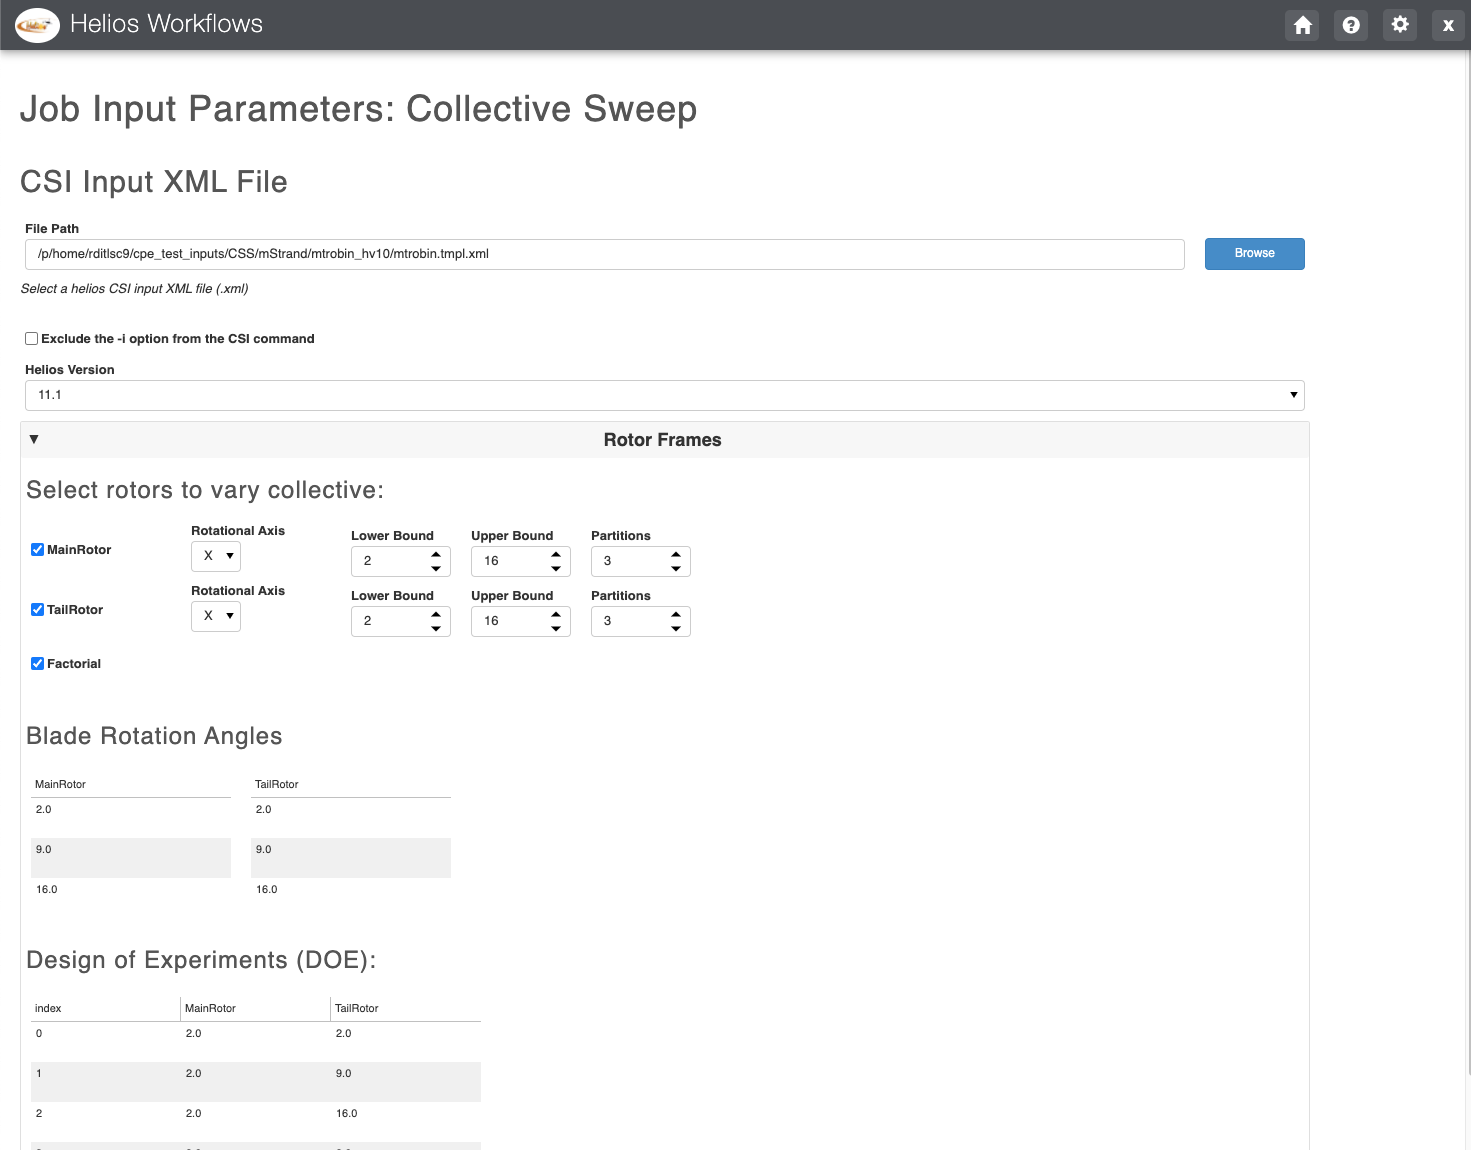 Helios Workflows
Job Input Parameters: Collective Sweep
CSI Input XML File
File Path
/p/home/rditlsc9/cpe_test_inputs/CSS/mStrand/mtrobin_hv10/mtrobin.tmpl.xml
Browse
Select a helios CSI input XML file (.xml)
Exclude the -i option from the CSI command
Helios Version
11.1
Rotor Frames
Select rotors to vary collective:
MainRotor Rotational Axis X Lower Bound 2 Upper Bound 16 Partitions 3
TailRotor Rotational Axis X Lower Bound 2 Upper Bound 16 Partitions 3
Factorial
Blade Rotation Angles
MainRotor TailRotor
2.0 2.0
9.0 9.0
16.0 16.0
Design of Experiments (DOE):
index MainRotor TailRotor
0 2.0 2.0
1 2.0 9.0
2 2.0 16.0